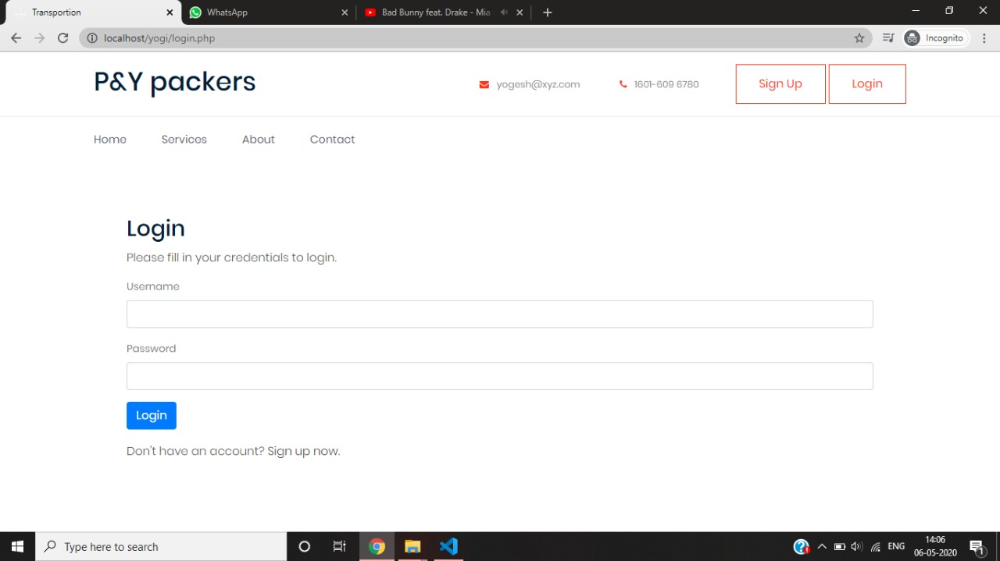 Transportion
WhatsApp
Bad Bunny feat. Drake - Mia
localhost/yogi/login.php
Incognito
P&Y packers
yogesh@xyz.com
1601-609 6780
Sign Up
Login
Home
Services
About
Contact
Login
Please fill in your credentials to login.
Username
Password
Login
Don't have an account? Sign up now.
Type here to search
ENG
14:06
06-05-2020
1